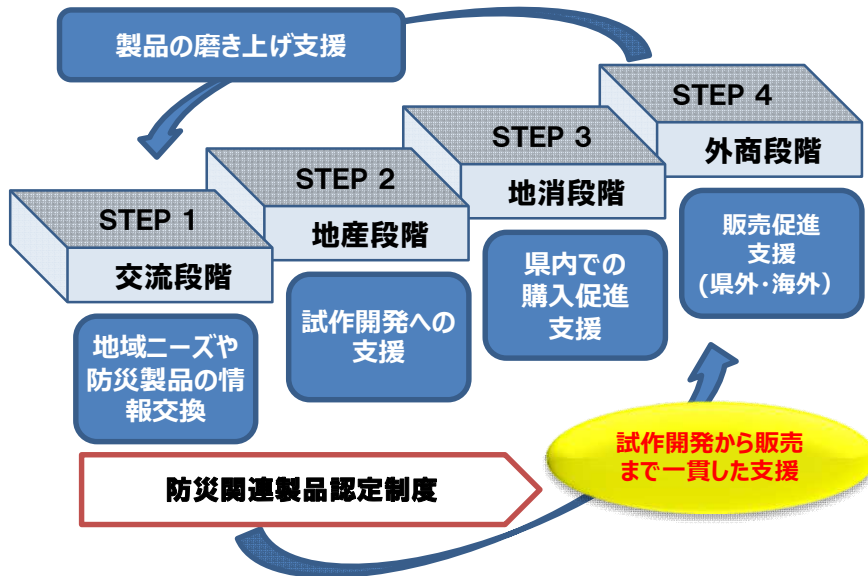 製品の磨き上げ支援
STEP 1
交流段階
地域ニーズや
防災製品の情
報交換
STEP 2
地産段階
試作開発への
支援
STEP 3
地消段階
県内での
購入促進
支援
STEP 4
外商段階
販売促進
支援
(県外・海外）
防災関連製品認定制度
試作開発から販売
まで一貫した支援